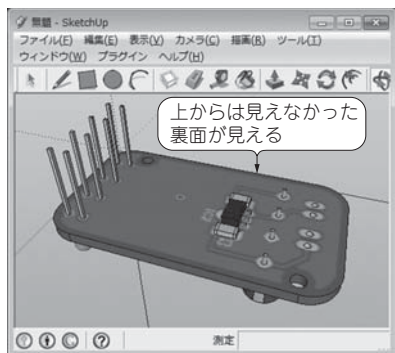 無題 - SketchUp
ファイル(F) 編集(E) 表示(V) カメラ(C) 描画(R) ツール(T)
ウィンドウ(W) プラグイン ヘルプ(H)
上からは見えなかった
裏面が見える
測定